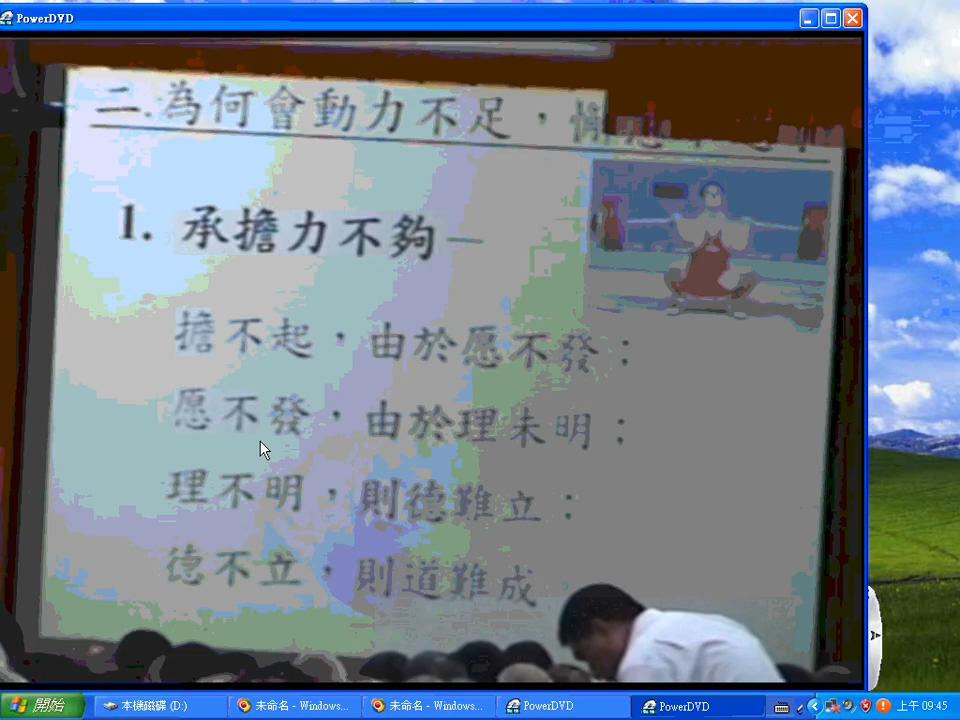 PowerDVD
二.為何會動力不足，
1. 承擔力不夠—
擔不起，由於愿不發；
愿不發，由於理未明；
理不明，則德難立；
德不立，則道難成
開始
本機磁碟 (D:)
未命名 - Windows...
未命名 - Windows...
PowerDVD
PowerDVD
上午 09:45